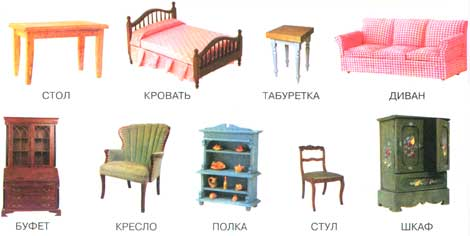 СТОЛ КРОВАТЬ ТАБУРЕТКА ДИВАН
БУФЕТ КРЕСЛО ПОЛКА СТУЛ ШКАФ